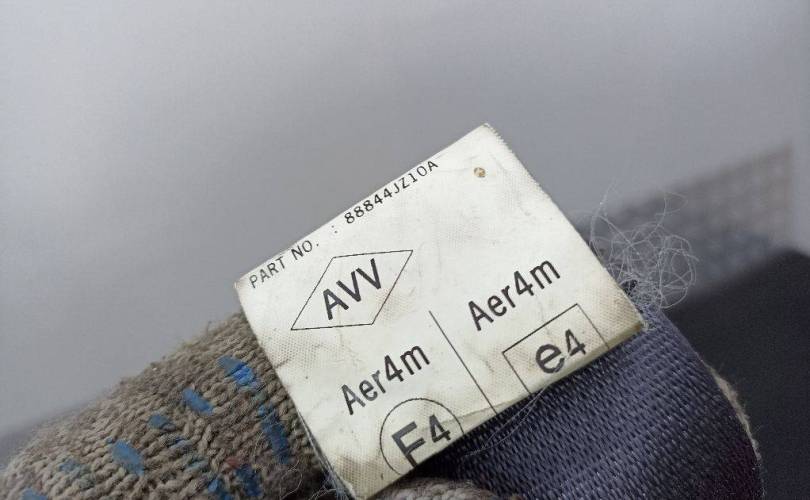 PART NO. : 88844JZ10A
AVV
Aer4m
Aer4m
E4
e4